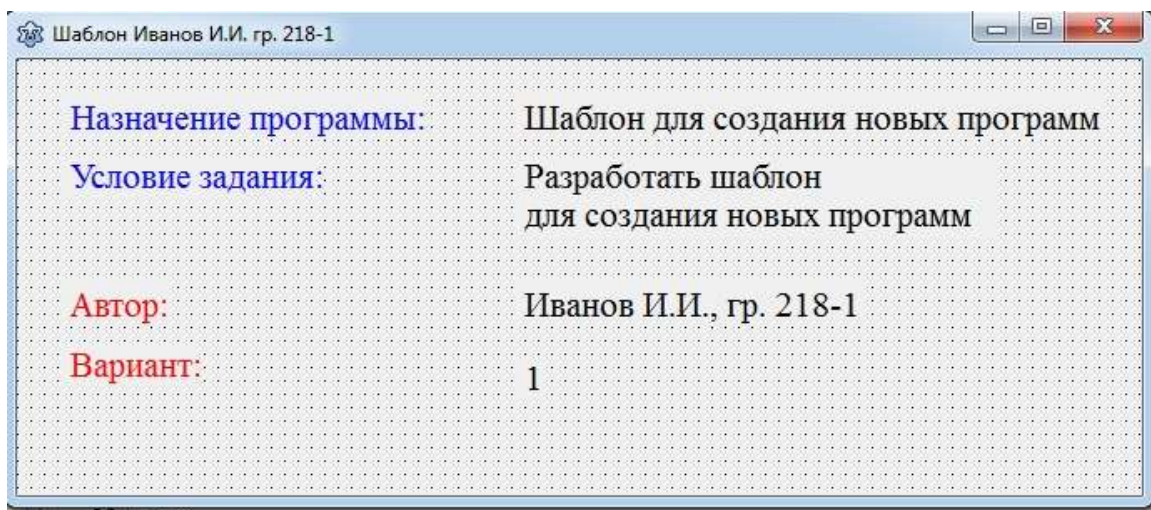 Шаблон Иванов И.И. гр. 218-1
Назначение программы: Шаблон для создания новых программ
Условие задания: Разработать шаблон
для создания новых программ
Автор: Иванов И.И., гр. 218-1
Вариант: 1